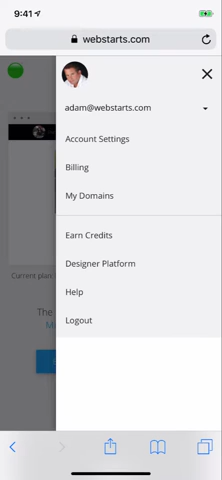 9:41
webstarts.com
adam@webstarts.com
Account Settings
Billing
My Domains
Earn Credits
Designer Platform
Help
Logout
Current plan
The